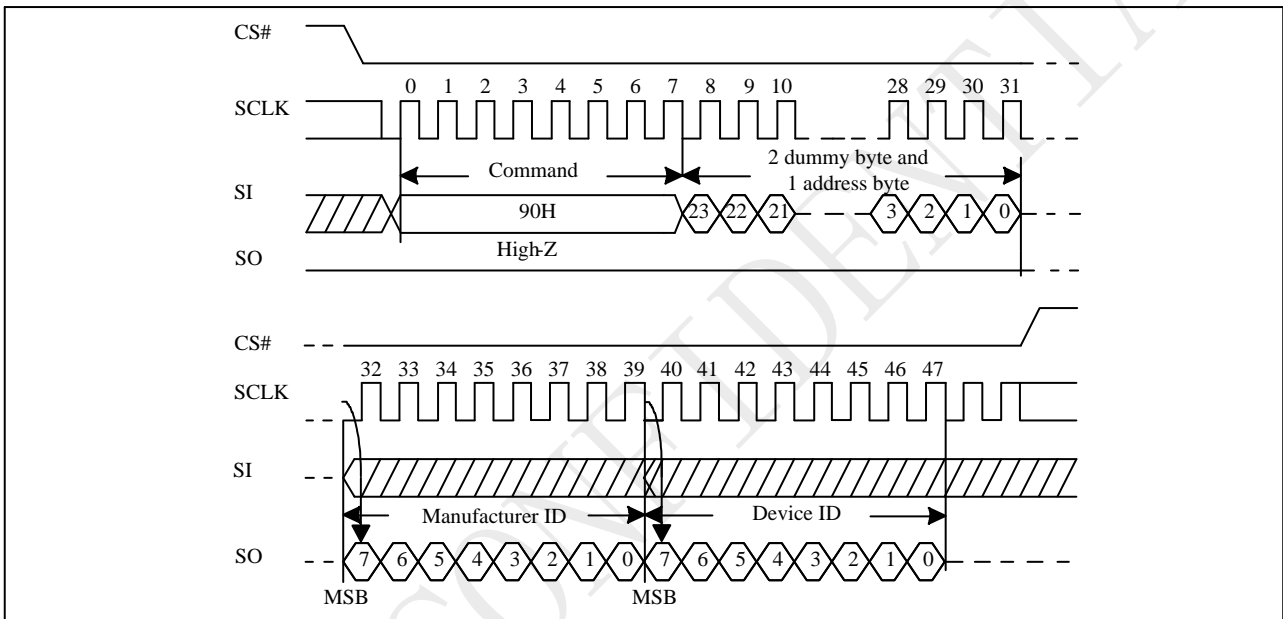 CS#
0 1 2 3 4 5 6 7 8 9 10 28 29 30 31
SCLK
Command
2 dummy byte and
1 address byte
SI
90H
23 22 21 3 2 1 0
High-Z
SO
CS#
32 33 34 35 36 37 38 39 40 41 42 43 44 45 46 47
SCLK
SI
Manufacturer ID
Device ID
SO
7 6 5 4 3 2 1 0 7 6 5 4 3 2 1 0
MSB
MSB
CONFIDENTIA